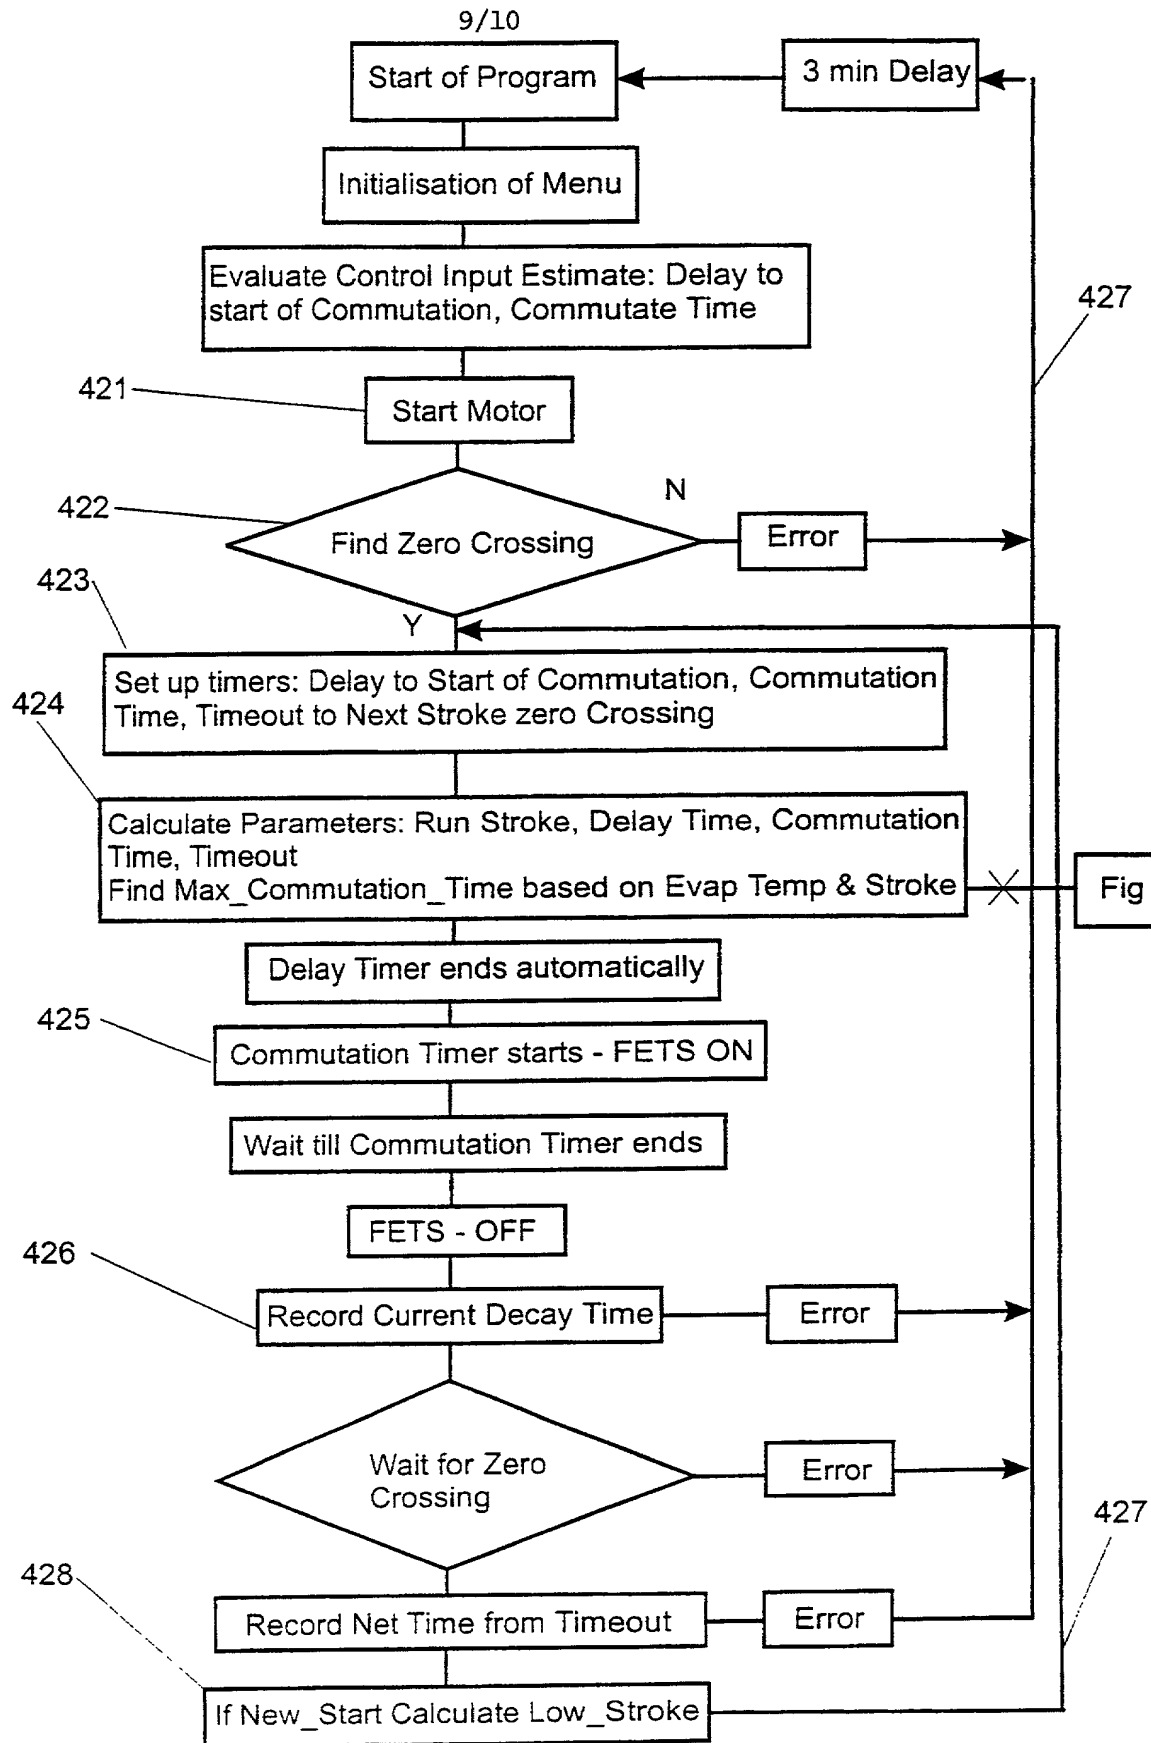 9/10
Start of Program
3 min Delay
Initialisation of Menu
Evaluate Control Input Estimate: Delay to
start of Commutation, Commutate Time
427
421
Start Motor
N
422
Find Zero Crossing
Error
423
Y
Set up timers: Delay to Start of Commutation, Commutation
Time, Timeout to Next Stroke zero Crossing
424
Calculate Parameters: Run Stroke, Delay Time, Commutation
Time, Timeout
Find Max_Commutation_Time based on Evap Temp & Stroke
Fig
Delay Timer ends automatically
425
Commutation Timer starts - FETS ON
Wait till Commutation Timer ends
FETS - OFF
426
Record Current Decay Time
Error
Wait for Zero
Crossing
Error
427
428
Record Net Time from Timeout
Error
If New_Start Calculate Low_Stroke